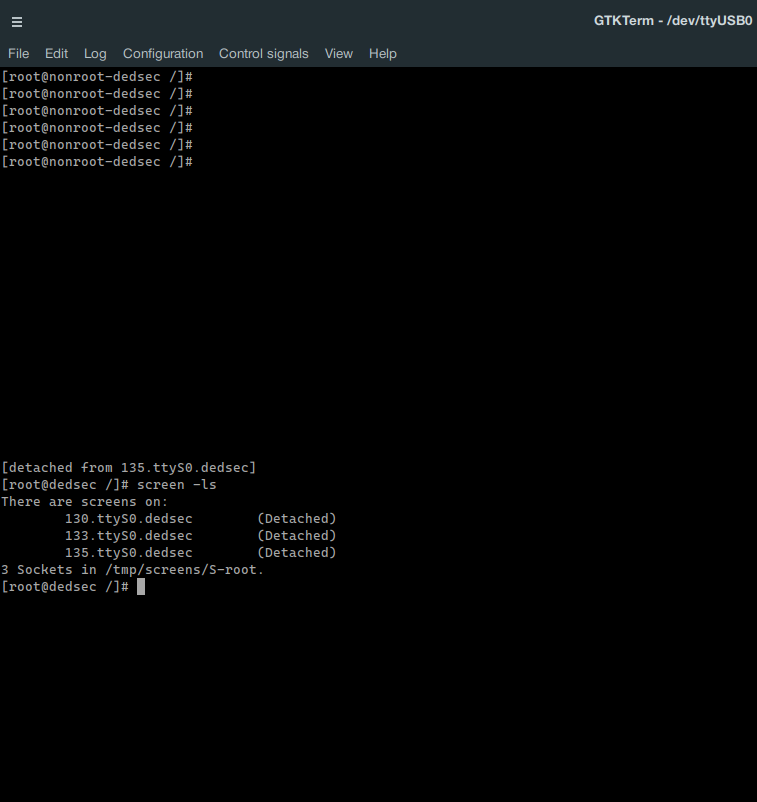 ☰ GTKTerm - /dev/ttyUSB0
File Edit Log Configuration Control signals View Help
[root@nonroot-dedsec /]#
[root@nonroot-dedsec /]#
[root@nonroot-dedsec /]#
[root@nonroot-dedsec /]#
[root@nonroot-dedsec /]#
[root@nonroot-dedsec /]#
[detached from 135.ttyS0.dedsec]
[root@dedsec /]# screen -ls
There are screens on:
        130.ttyS0.dedsec        (Detached)
        133.ttyS0.dedsec        (Detached)
        135.ttyS0.dedsec        (Detached)
3 Sockets in /tmp/screens/S-root.
[root@dedsec /]#